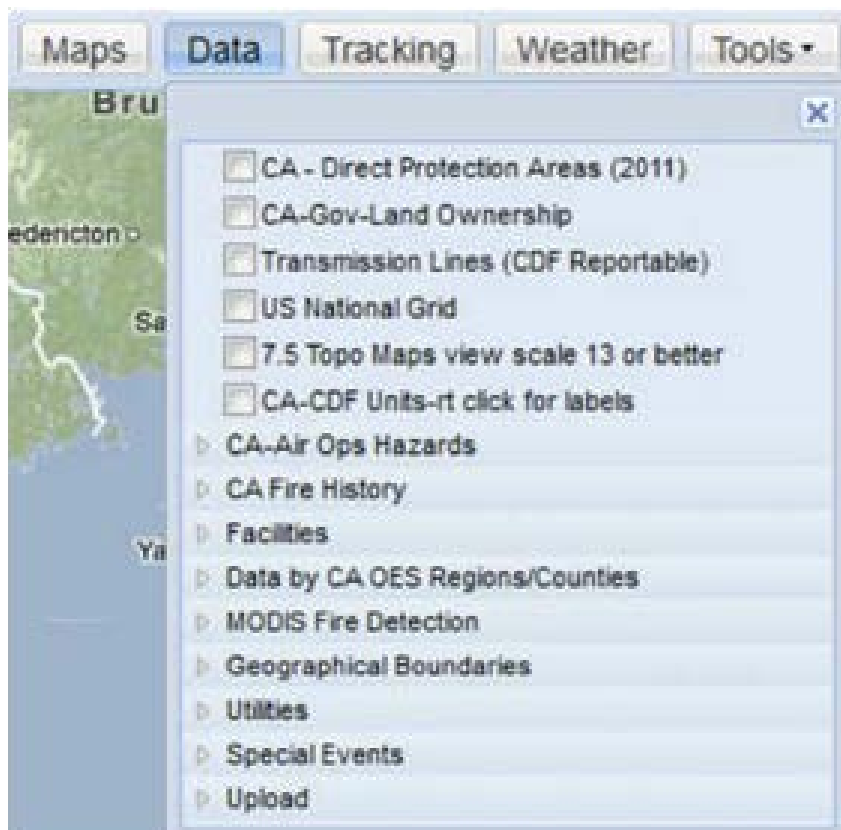 Maps Data Tracking Weather Tools
Bru
CA - Direct Protection Areas (2011)
CA-Gov-Land Ownership
edericton
Transmission Lines (CDF Reportable)
US National Grid
Sa
7.5 Topo Maps view scale 13 or better
CA-CDF Units-rt click for labels
CA-Air Ops Hazards
CA Fire History
Facilities
Ya
Data by CA OES Regions/Counties
MODIS Fire Detection
Geographical Boundaries
Utilities
Special Events
Upload